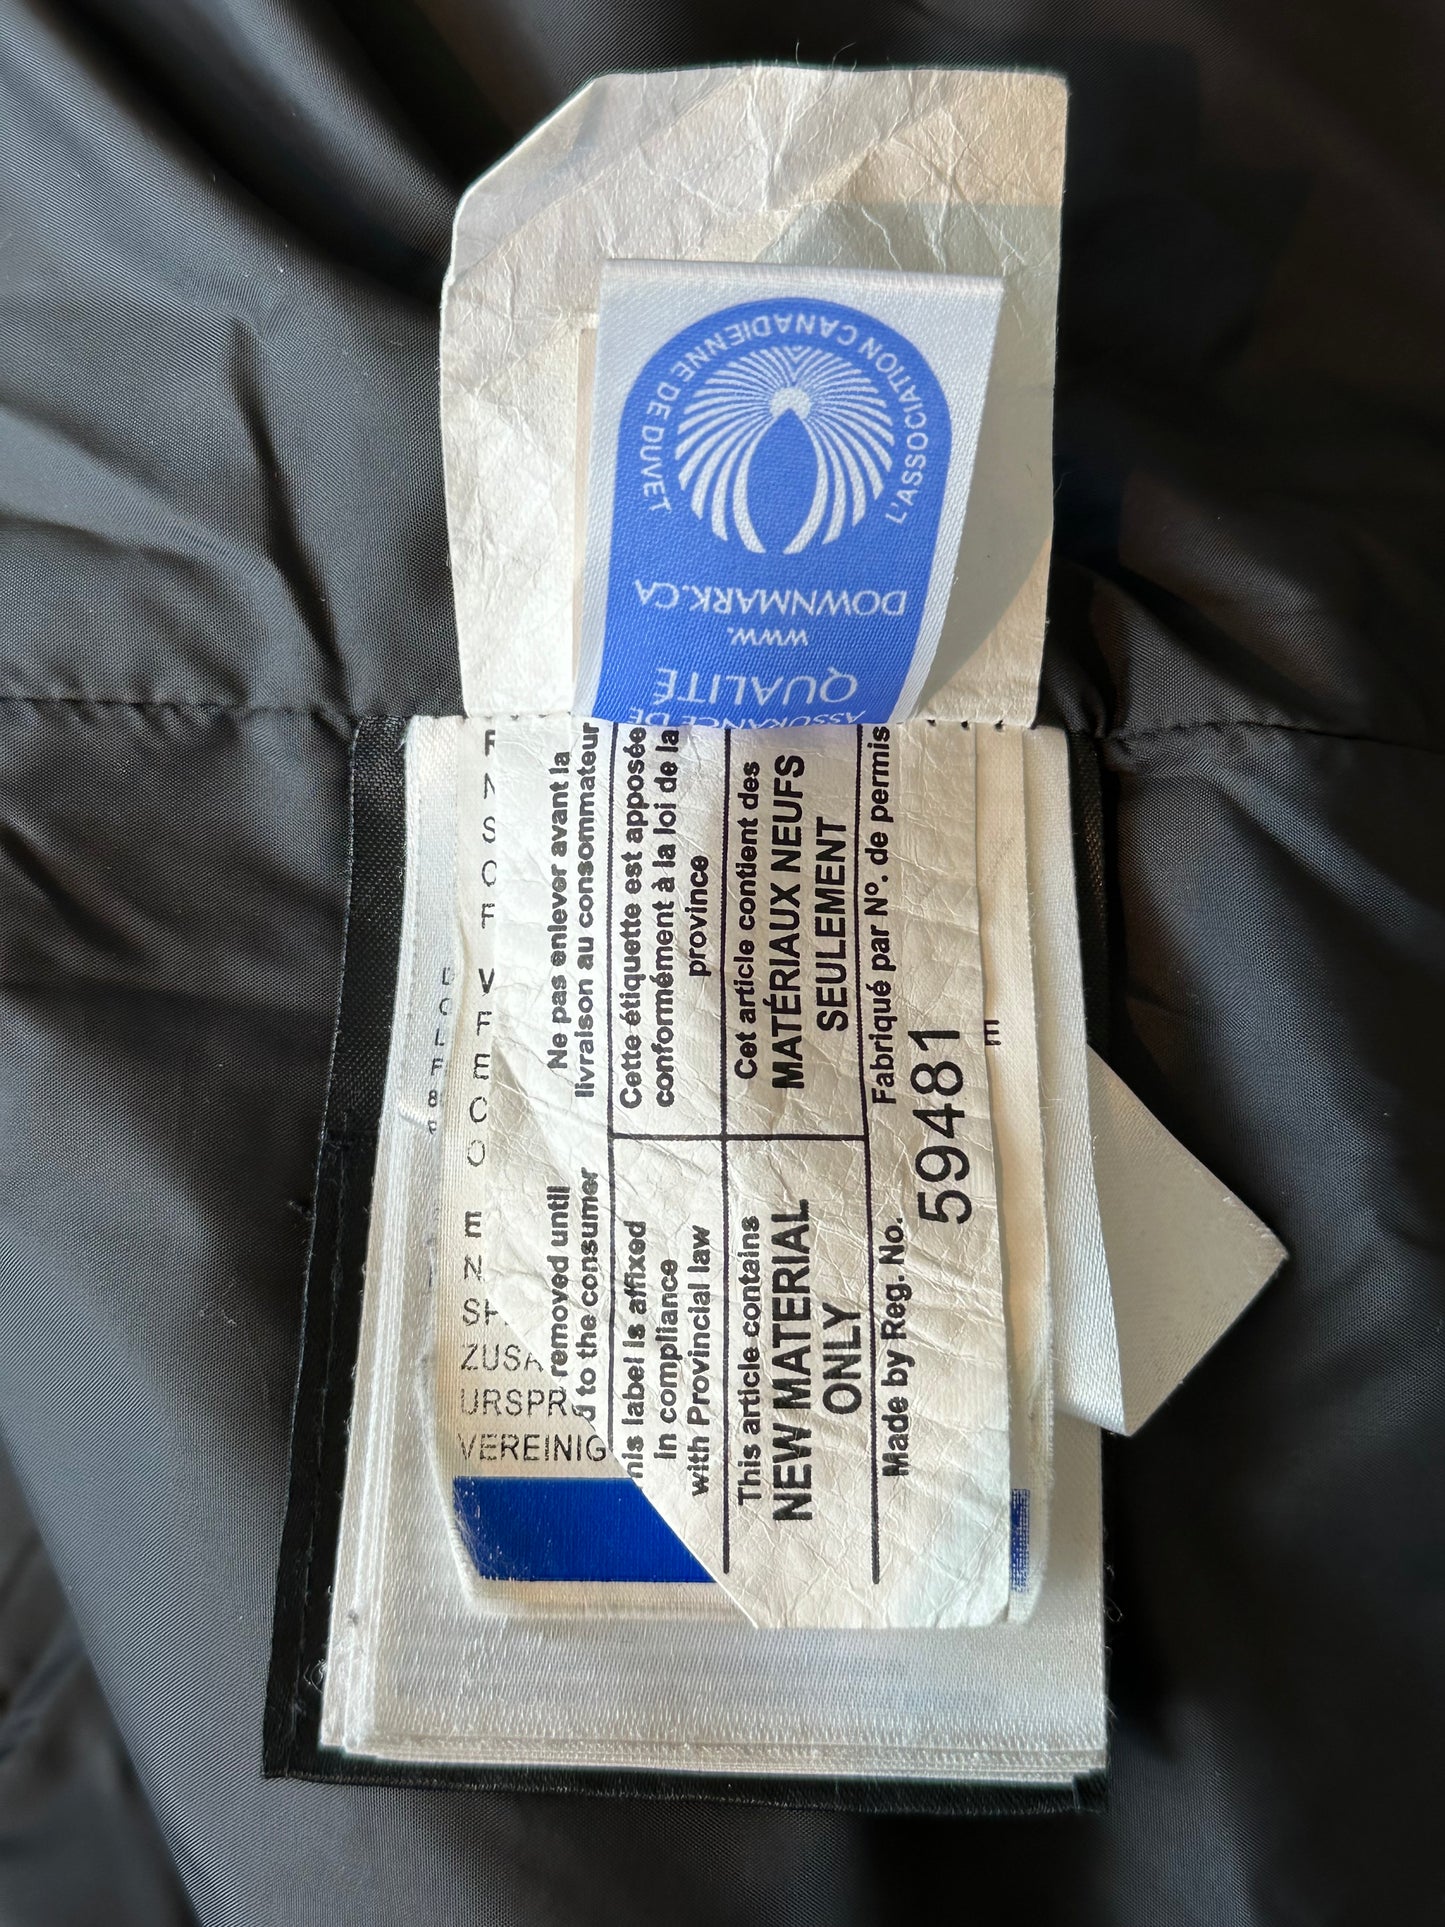 L'ASSOCIATION CANADIENNE DE DUVET
WWW.
DOWNMARK.CA
QUALITÉ
ASSURANCE DE
Ne pas enlever avant la
livraison au consommateur
Cette étiquette est apposée
conformément à la loi de la
province
Cet article contient des
MATÉRIAUX NEUFS
SEULEMENT
Fabriqué par Nº. de permis
59481
removed until
to the consumer
label is affixed
in compliance
with Provincial law
This article contains
NEW MATERIAL
ONLY
Made by Reg. No.
E
VEREINIG